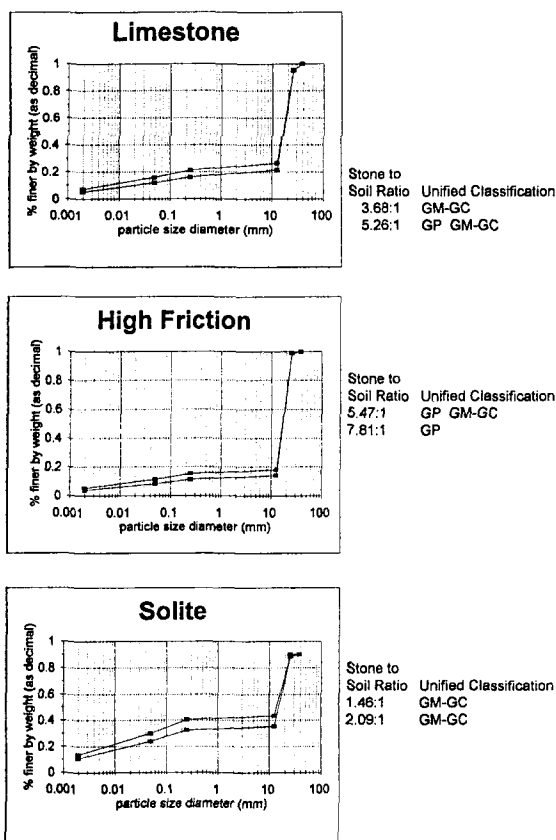 Limestone
% finer by weight (as decimal)
1
0.8
0.6
0.4
0.2
0
0.001 0.01 0.1 1 10 100
particle size diameter (mm)
Stone to
Soil Ratio Unified Classification
3.68:1 GM-GC
5.26:1 GP GM-GC
High Friction
% finer by weight (as decimal)
1
0.8
0.6
0.4
0.2
0
0.001 0.01 0.1 1 10 100
particle size diameter (mm)
Stone to
Soil Ratio Unified Classification
5.47:1 GP GM-GC
7.81:1 GP
Solite
% finer by weight (as decimal)
1
0.8
0.6
0.4
0.2
0
0.001 0.01 0.1 1 10 100
particle size diameter (mm)
Stone to
Soil Ratio Unified Classification
1.46:1 GM-GC
2.09:1 GM-GC